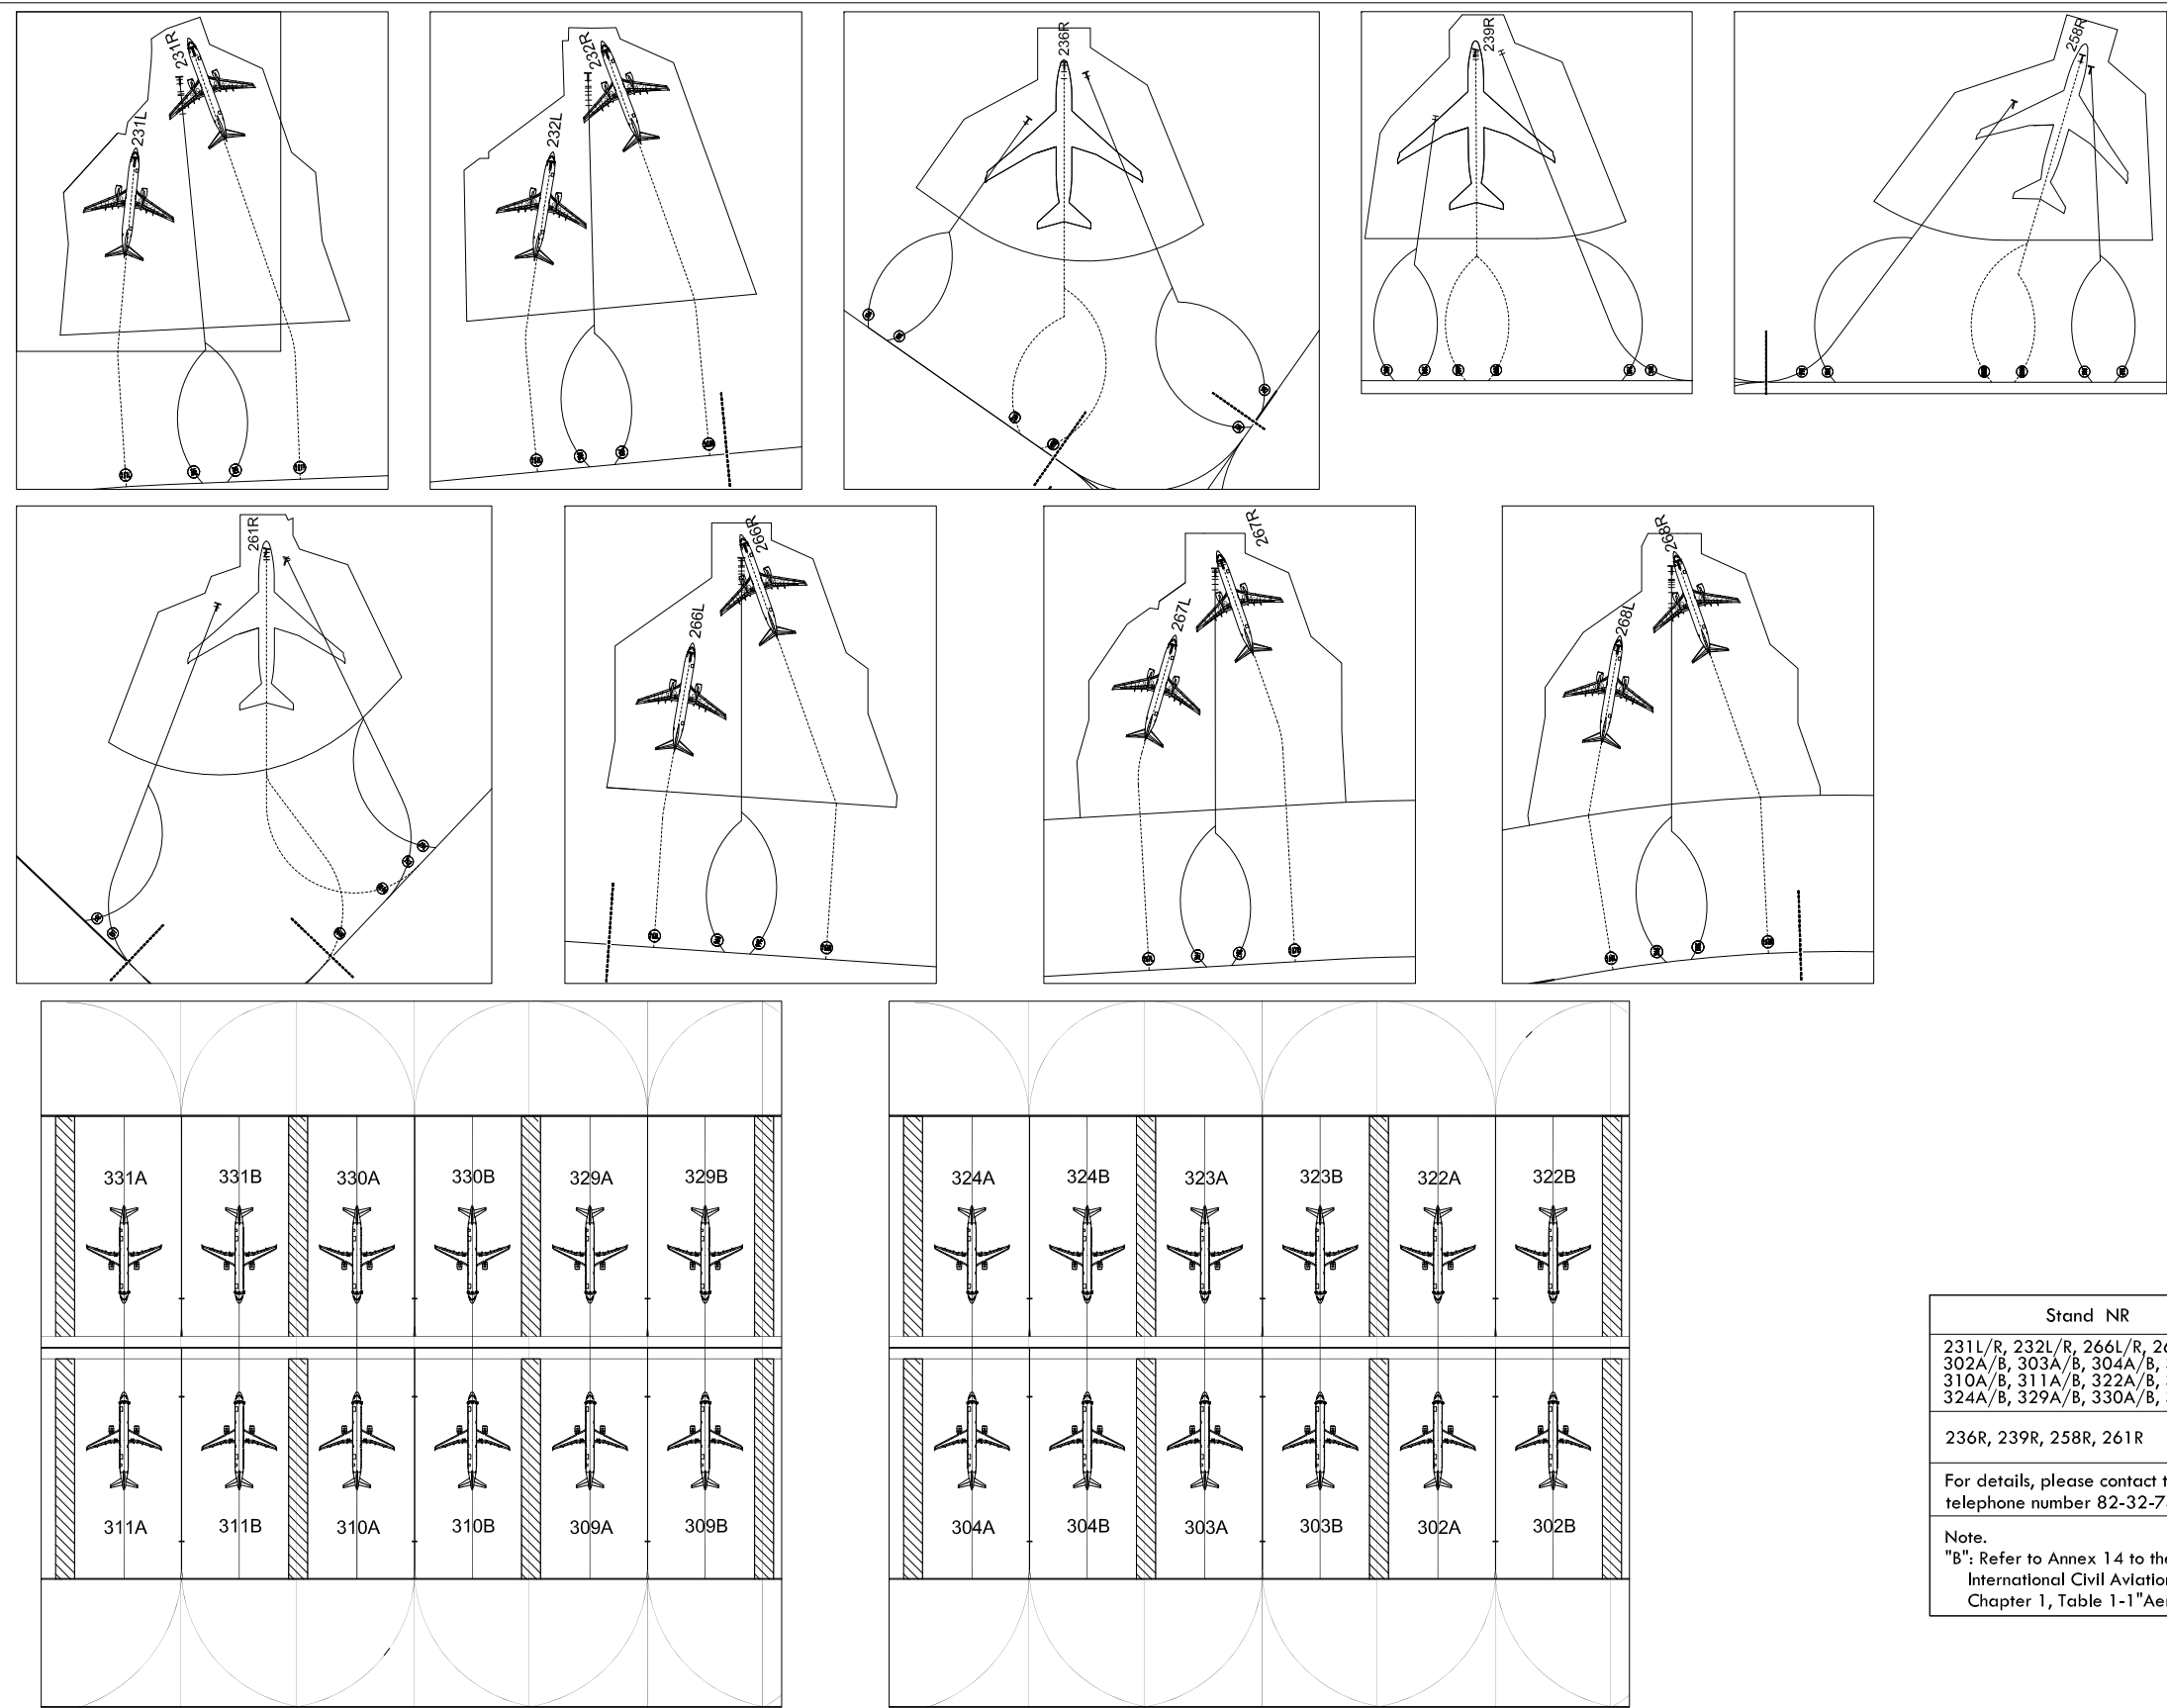 231R
231L
232R
232L
236R
239R
258R
261R
266R
266L
267R
267L
268R
268L
331A 331B 330A 330B 329A 329B
311A 311B 310A 310B 309A 309B
324A 324B 323A 323B 322A 322B
304A 304B 303A 303B 302A 302B
Stand NR
231L/R, 232L/R, 266L/R, 26
302A/B, 303A/B, 304A/B,
310A/B, 311A/B, 322A/B,
324A/B, 329A/B, 330A/B,
236R, 239R, 258R, 261R
For details, please contact t
telephone number 82-32-7
Note.
"B": Refer to Annex 14 to the
International Civil Aviation
Chapter 1, Table 1-1"Aer